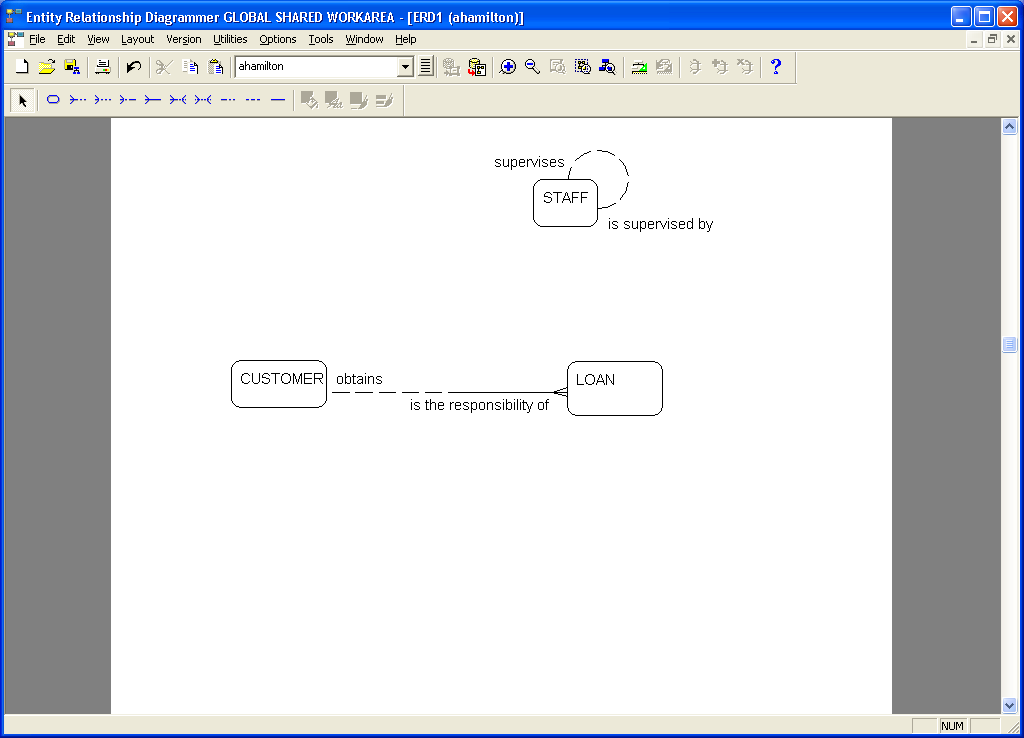 Entity Relationship Diagrammer GLOBAL SHARED WORKAREA - [ERD1 (ahamilton)]
File Edit View Layout Version Utilities Options Tools Window Help
ahamilton
supervises
STAFF
is supervised by
CUSTOMER obtains LOAN
is the responsibility of
NUM